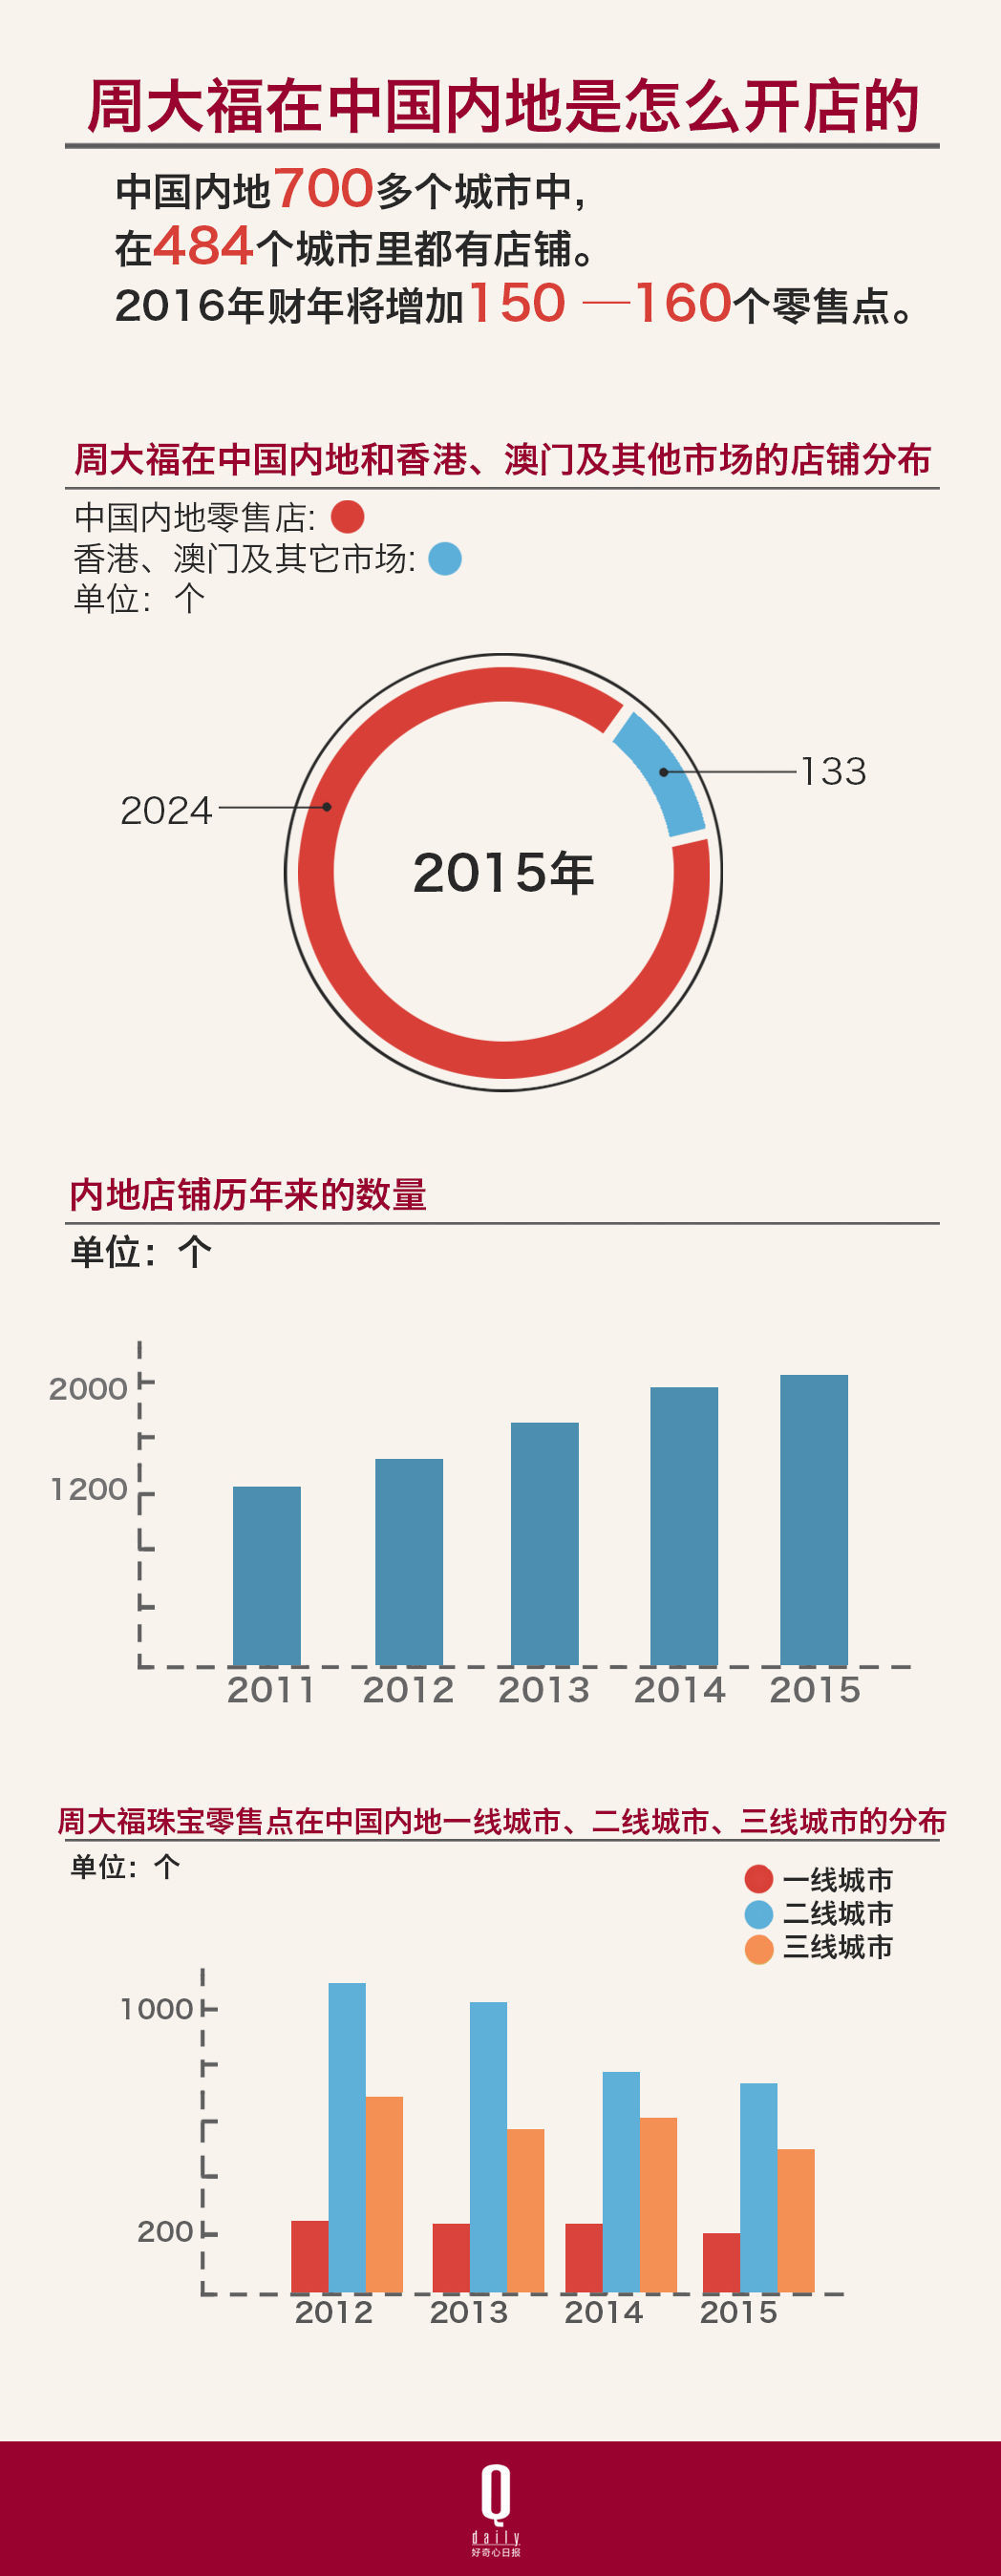 周大福在中国内地是怎么开店的
中国内地700多个城市中，
在484个城市里都有店铺。
2016年财年将增加150 —160个零售点。
周大福在中国内地和香港、澳门及其他市场的店铺分布
中国内地零售店:
香港、澳门及其它市场:
单位：个
133
2024
2015年
内地店铺历年来的数量
单位：个
2000
1200
2011 2012 2013 2014 2015
周大福珠宝零售点在中国内地一线城市、二线城市、三线城市的分布
单位：个
一线城市
二线城市
三线城市
1000
200
2012 2013 2014 2015
Q
daily
好奇心日报